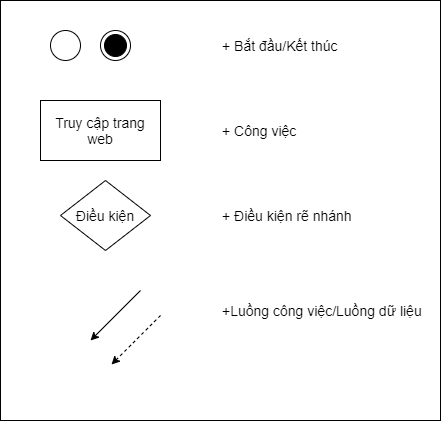 + Bắt đầu/Kết thúc
Truy cập trang
web
+ Công việc
Điều kiện
+ Điều kiện rẽ nhánh
+Luồng công việc/Luồng dữ liệu